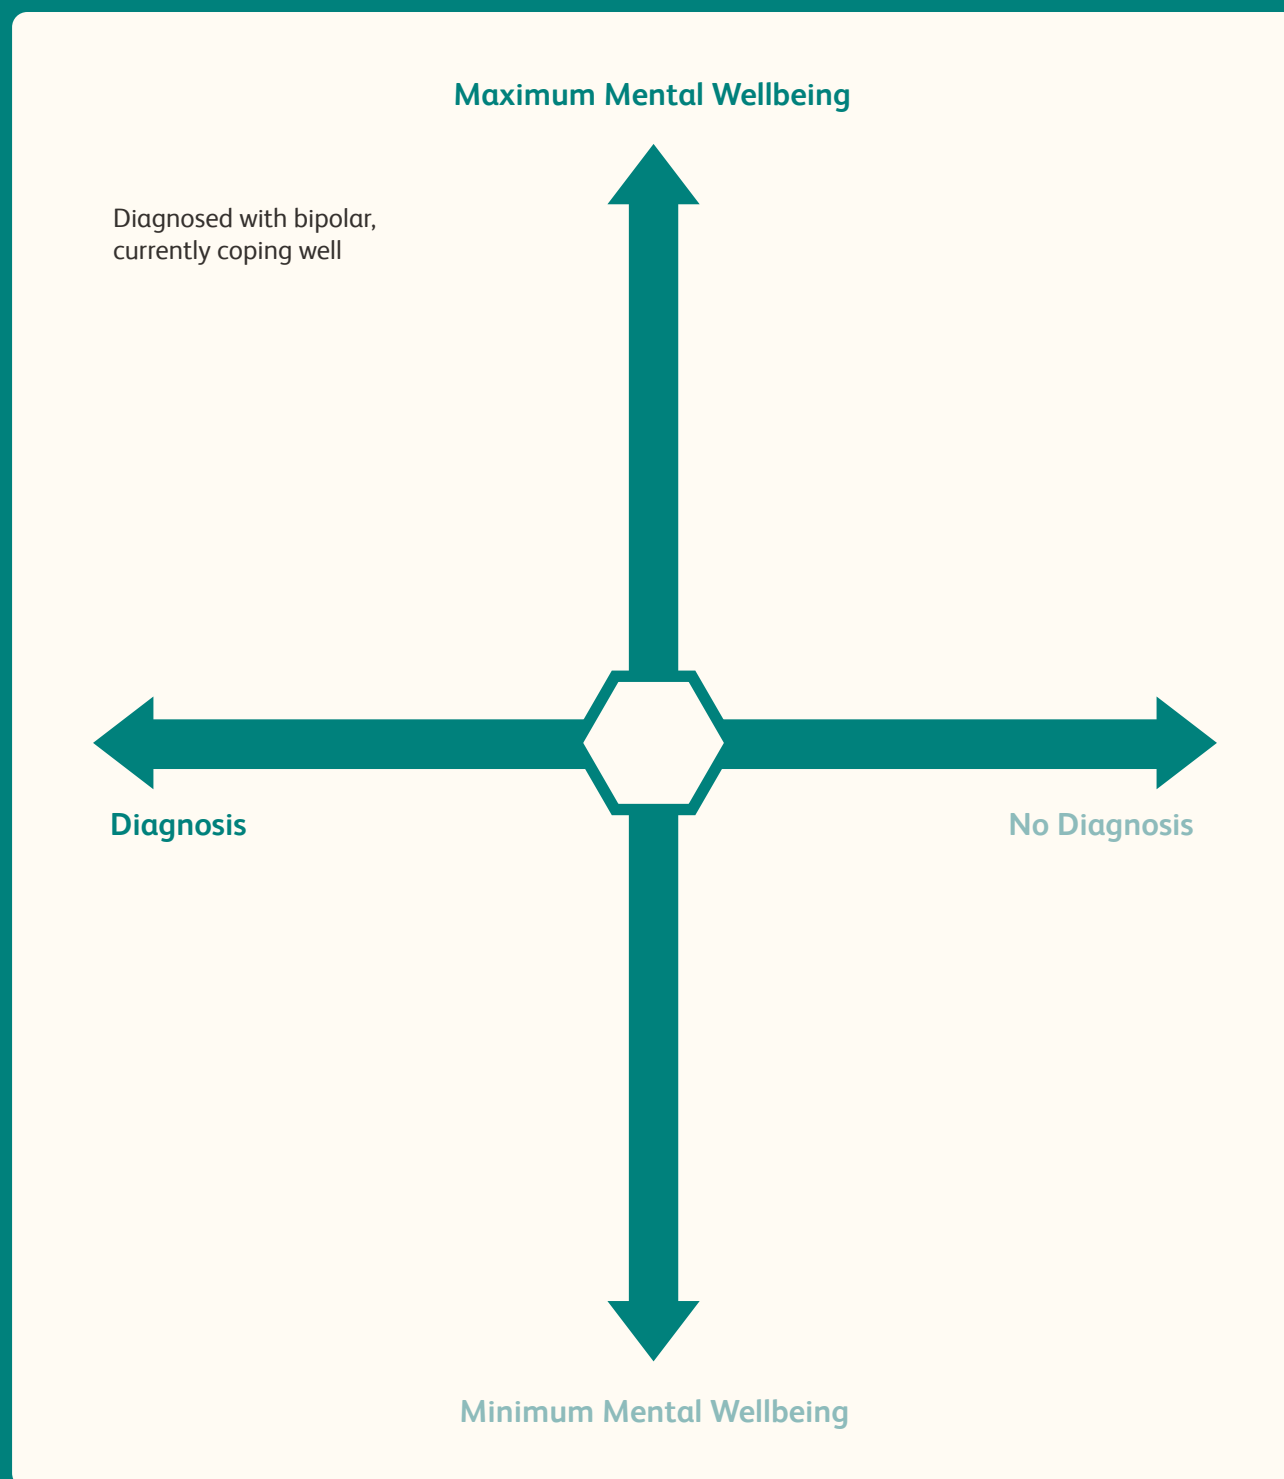 Maximum Mental Wellbeing
Diagnosed with bipolar,
currently coping well
Diagnosis
No Diagnosis
Minimum Mental Wellbeing